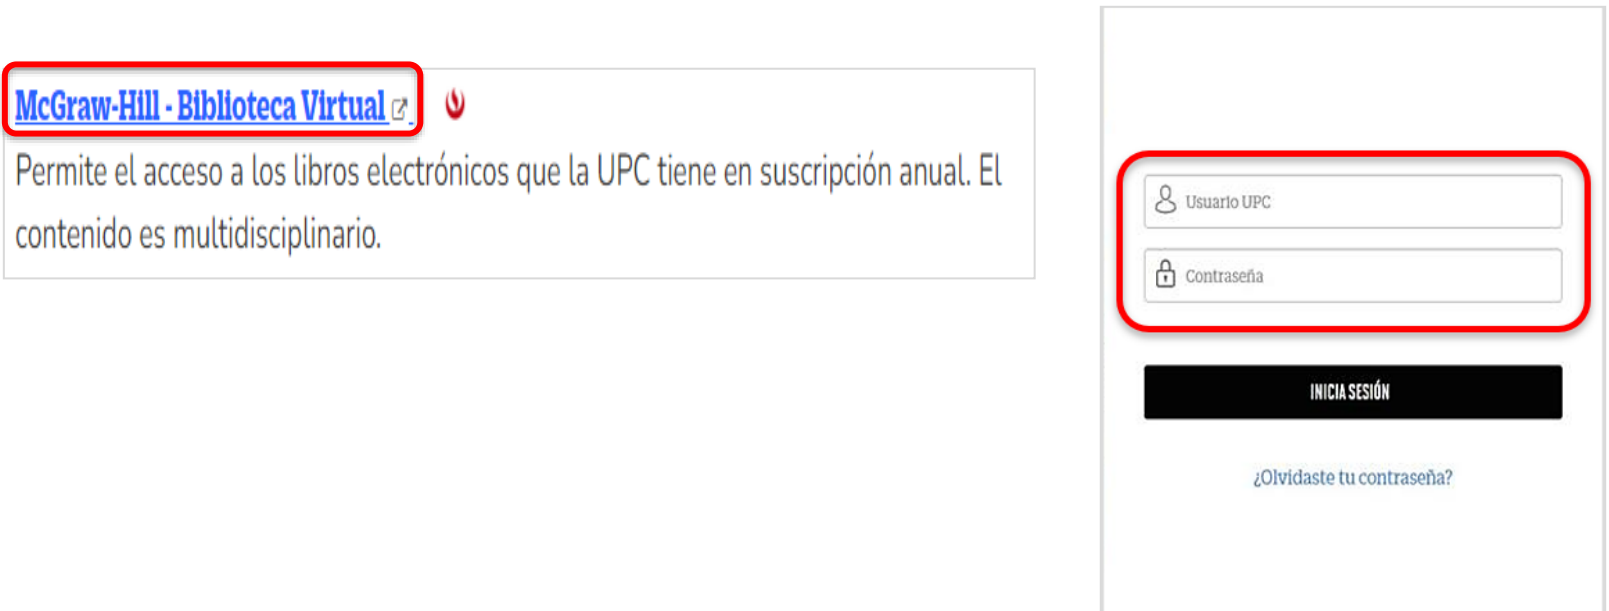 McGraw-Hill - Biblioteca Virtual
Permite el acceso a los libros electrónicos que la UPC tiene en suscripción anual. El
contenido es multidisciplinario.
Usuario UPC
Contraseña
INICIA SESIÓN
¿Olvidaste tu contraseña?